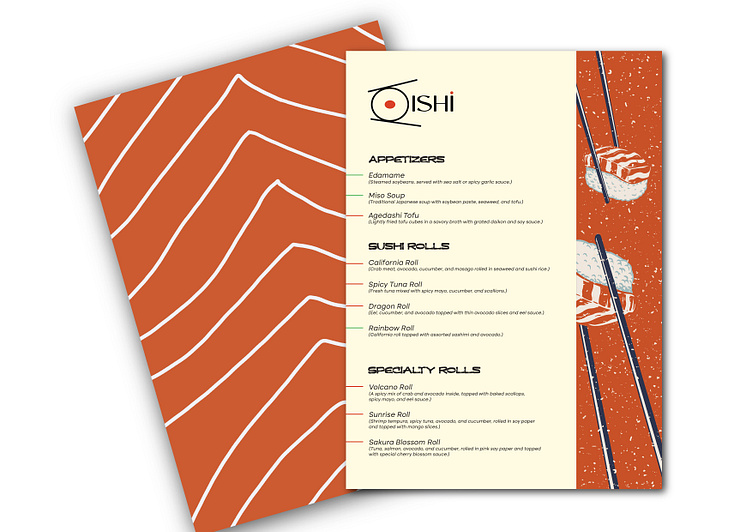 OISHi
APPETIZERS
Edamame
(Steamed soybeans, served with sea salt or spicy garlic sauce.)
Miso Soup
(Traditional Japanese soup with soybean paste, seaweed, and tofu.)
Agedashi Tofu
(Lightly fried tofu cubes in a savory broth with grated daikon and soy sauce.)
SUSHI ROLLS
California Roll
(Crab meat, avocado, cucumber, and masago rolled in seaweed and sushi rice.)
Spicy Tuna Roll
(Fresh tuna mixed with spicy mayo, cucumber, and scallions.)
Dragon Roll
(Eel, cucumber, and avocado topped with thin avocado slices and eel sauce.)
Rainbow Roll
(California roll topped with assorted sashimi and avocado.)
SPECIALTY ROLLS
Volcano Roll
(A spicy mix of crab and avocado inside, topped with baked scallops,
spicy mayo, and eel sauce.)
Sunrise Roll
(Shrimp tempura, spicy tuna, avocado, and cucumber, rolled in soy paper
and topped with mango slices.)
Sakura Blossom Roll
(Tuna, salmon, avocado, and cucumber, rolled in pink soy paper and topped
with special cherry blossom sauce.)